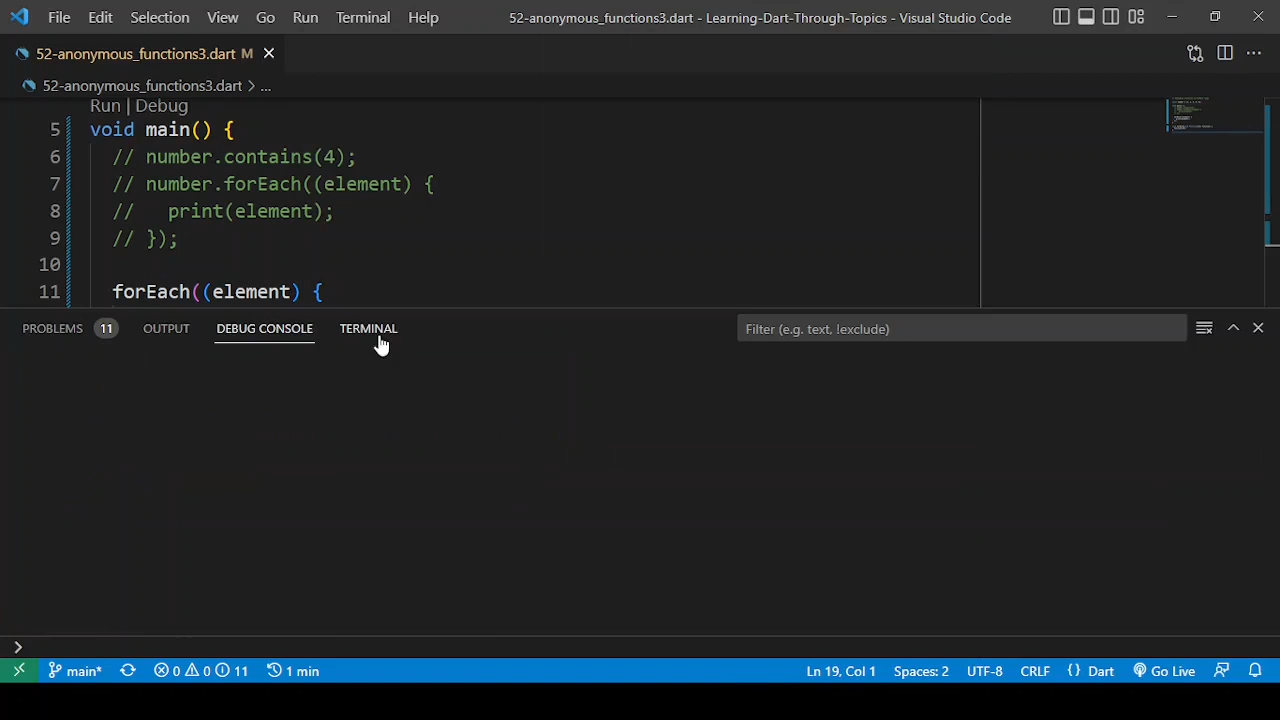 File Edit Selection View Go Run Terminal Help 52-anonymous_functions3.dart - Learning-Dart-Through-Topics - Visual Studio Code
52-anonymous_functions3.dart M
52-anonymous_functions3.dart > ...
Run | Debug
5 void main() {
6 // number.contains(4);
7 // number.forEach((element) {
8 //   print(element);
9 // });
10
11 forEach((element) {
PROBLEMS 11 OUTPUT DEBUG CONSOLE TERMINAL Filter (e.g. text, !exclude)
main* 0 0 11 1 min Ln 19, Col 1 Spaces: 2 UTF-8 CRLF {} Dart Go Live